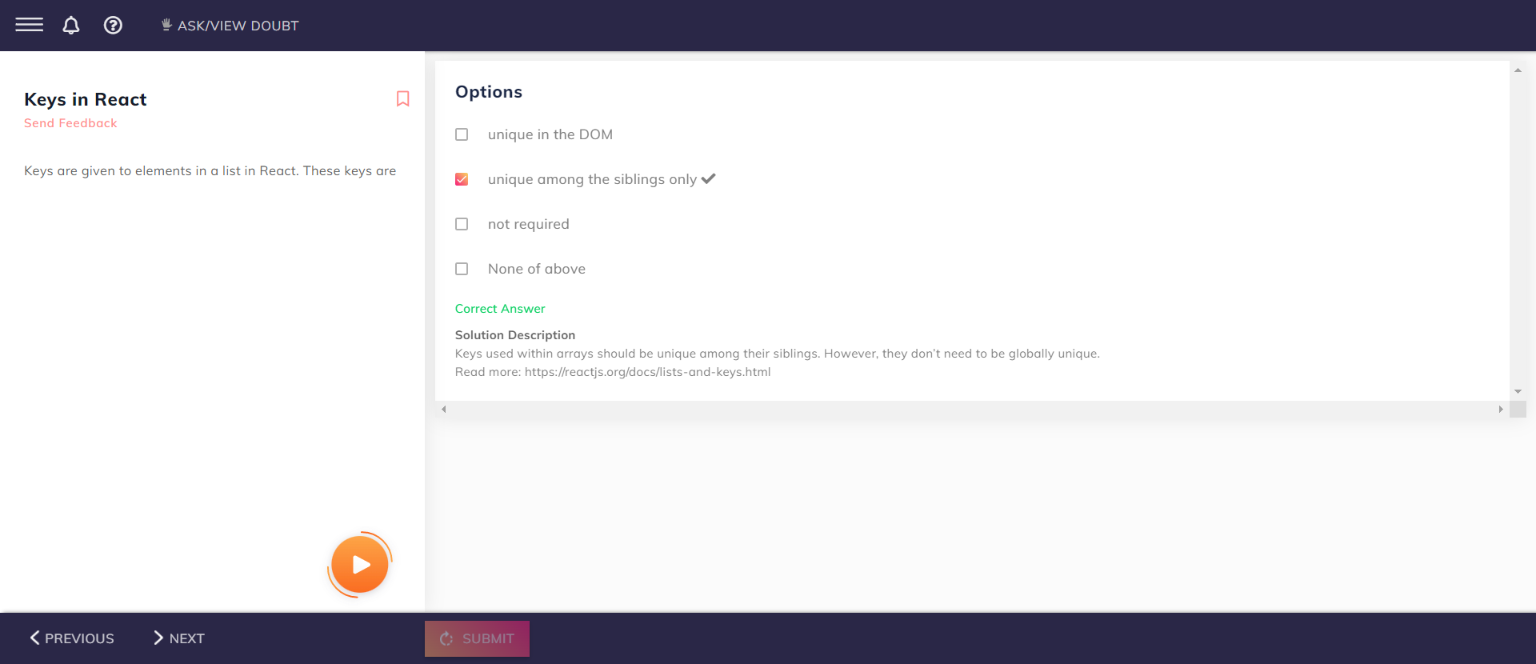 ASK/VIEW DOUBT
Keys in React
Send Feedback
Keys are given to elements in a list in React. These keys are
Options
unique in the DOM
unique among the siblings only
not required
None of above
Correct Answer
Solution Description
Keys used within arrays should be unique among their siblings. However, they don't need to be globally unique.
Read more: https://reactjs.org/docs/lists-and-keys.html
PREVIOUS
NEXT
SUBMIT